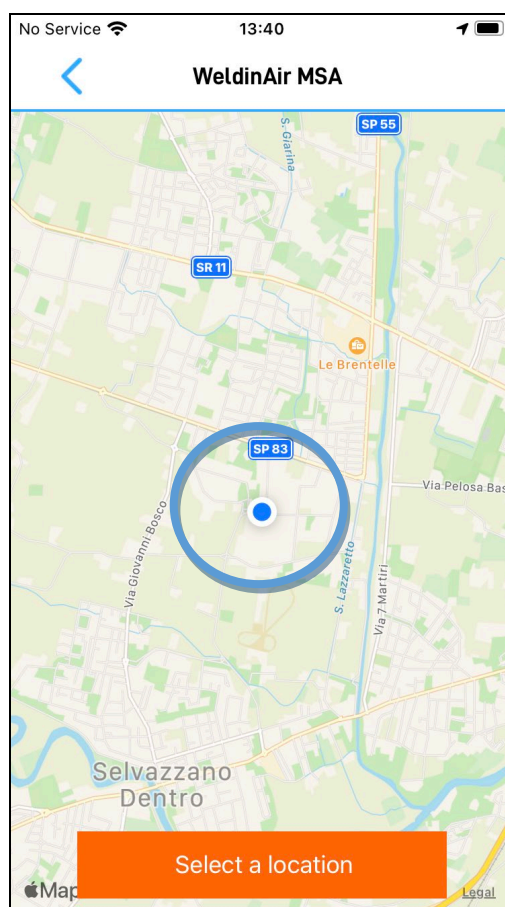 No Service
13:40
WeldinAir MSA
SP 55
S. Giarina
SR 11
Le Brentelle
SP 83
Via Pelosa Bas
Via Giovanni Bosco
S. Lazzaretto
Via 7 Martiri
Selvazzano
Dentro
Select a location
Map
Legal